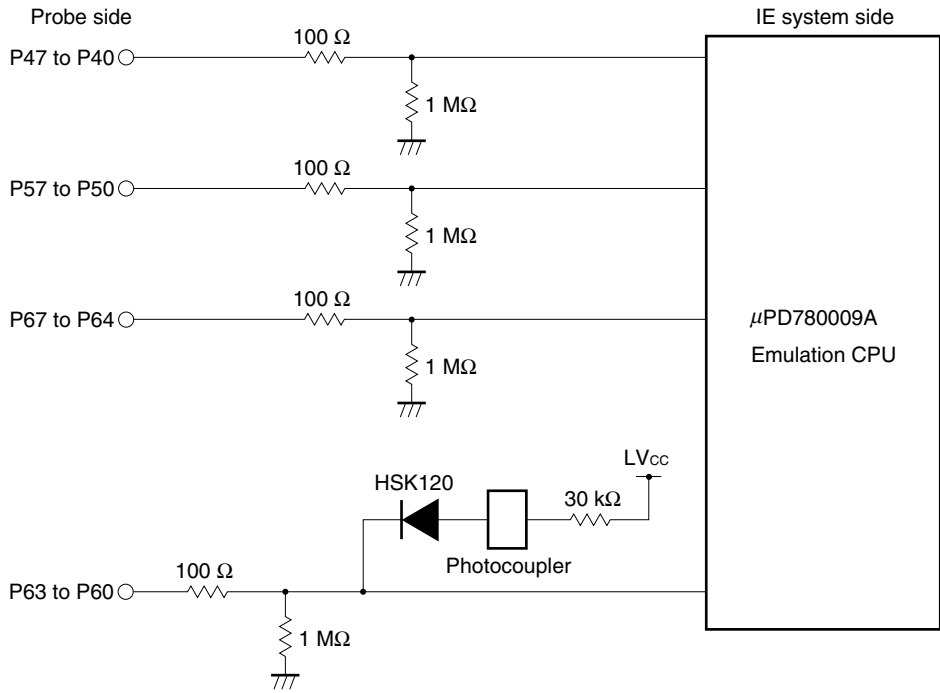 Probe side
IE system side
P47 to P40
100 Ω
1 MΩ
P57 to P50
100 Ω
1 MΩ
P67 to P64
100 Ω
1 MΩ
μPD780009A
Emulation CPU
LVCC
HSK120
30 kΩ
Photocoupler
P63 to P60
100 Ω
1 MΩ